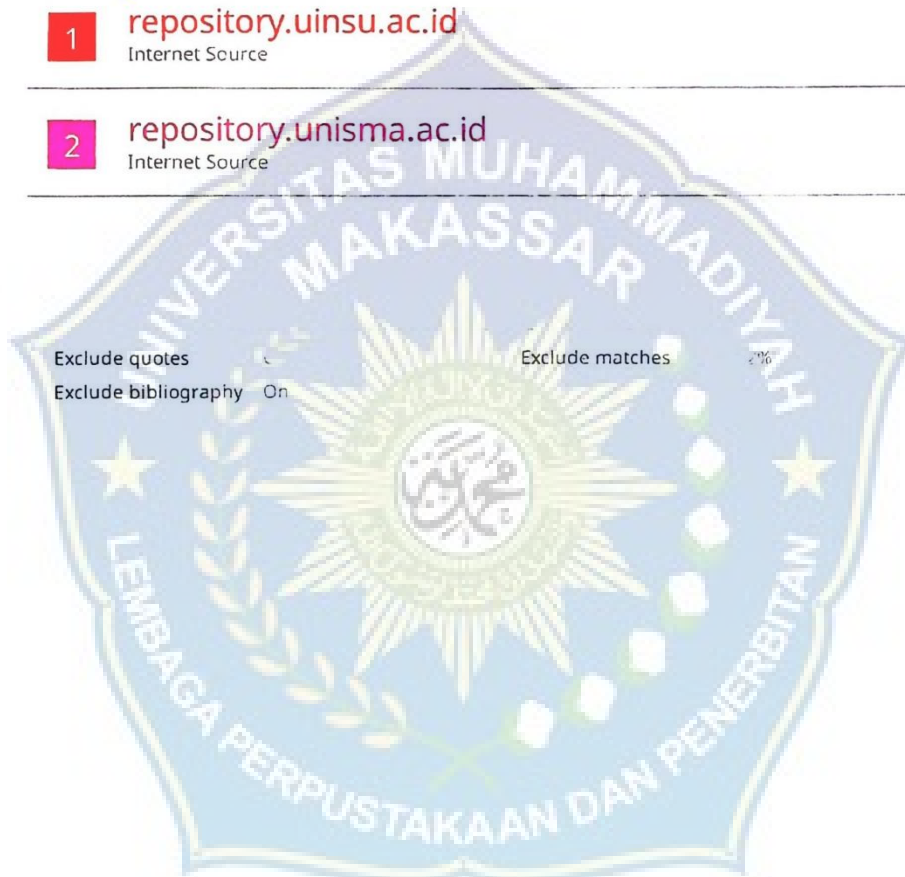 1 repository.uinsu.ac.id
Internet Source
2 repository.unisma.ac.id
Internet Source
UNIVERSITAS MUHAMMADIYAH
MAKASSAR
Exclude quotes Exclude matches
Exclude bibliography On
محمدية
LEMBAGA PERPUSTAKAAN DAN PENERBITAN